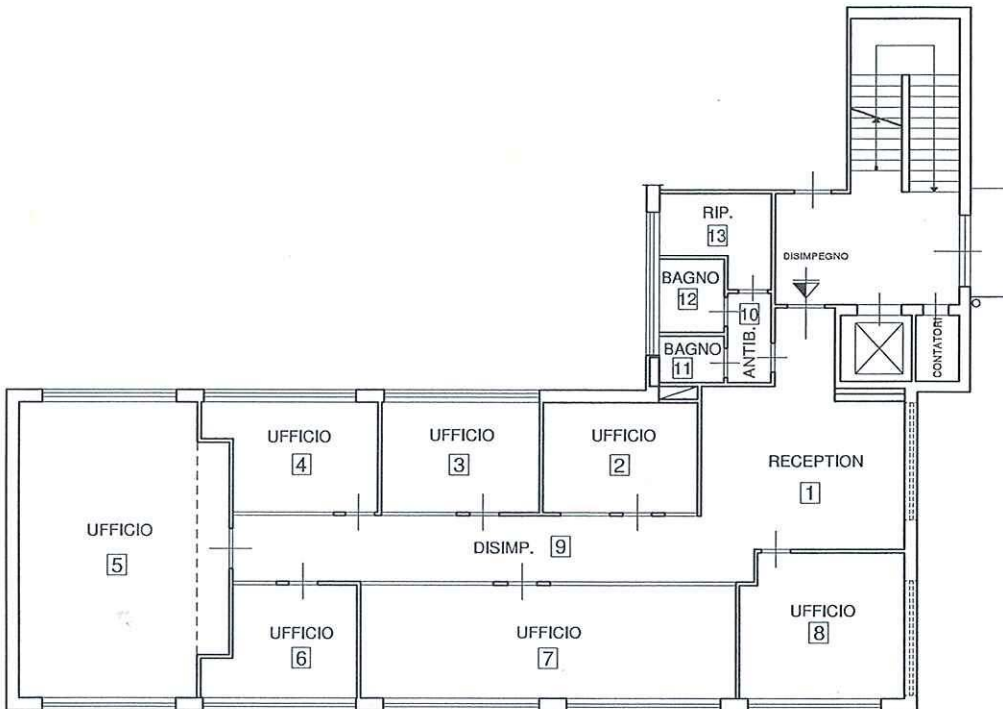 RIP.
13
DISIMPEGNO
BAGNO
12
10
ANTIB.
CONTATORI
BAGNO
11
UFFICIO
4
UFFICIO
3
UFFICIO
2
RECEPTION
1
UFFICIO
5
DISIMP. 9
UFFICIO
6
UFFICIO
7
UFFICIO
8